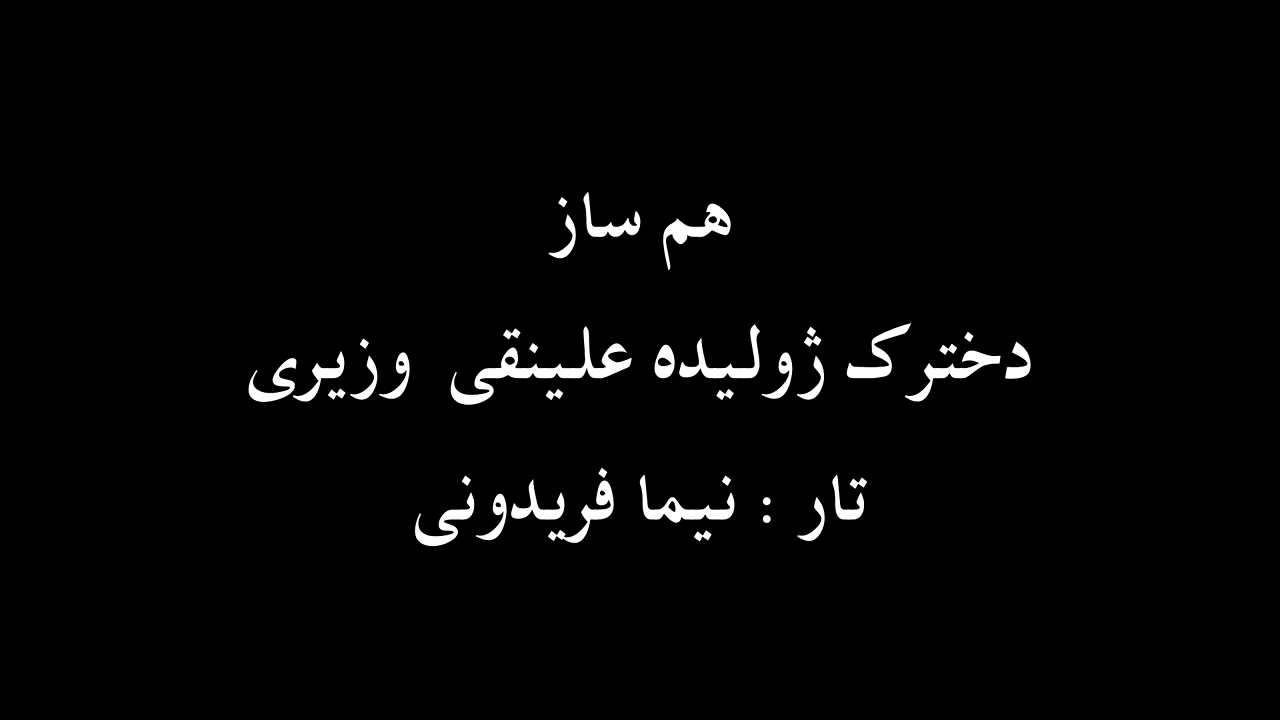 هم ساز
دخترک ژولیده علینقی وزیری
تار : نیما فریدونی